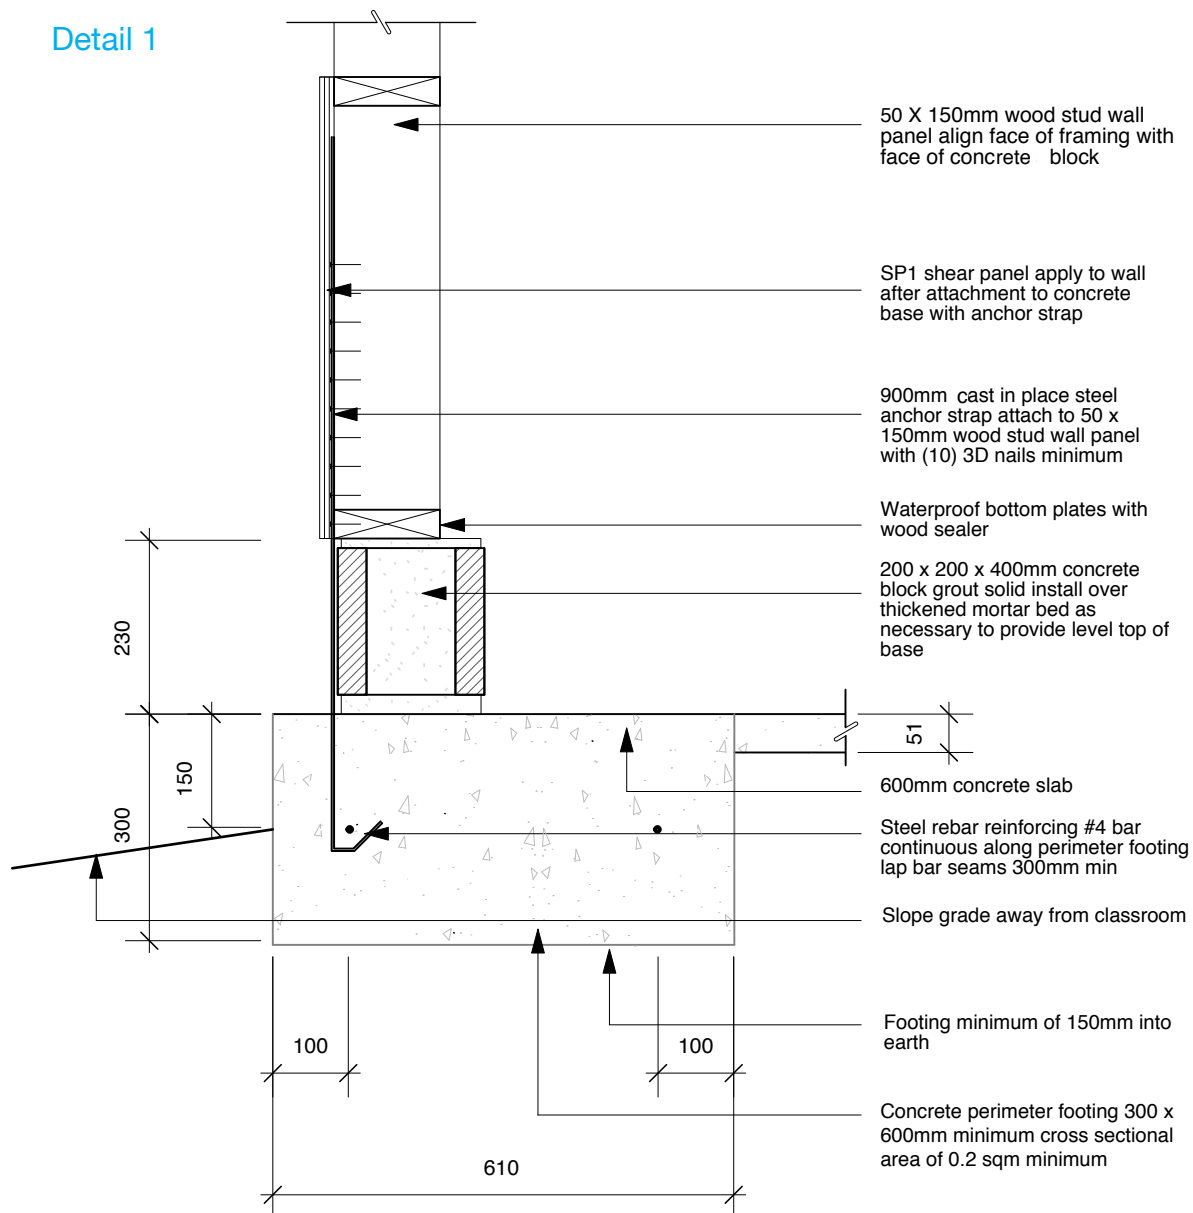 Detail 1
50 X 150mm wood stud wall
panel align face of framing with
face of concrete block
SP1 shear panel apply to wall
after attachment to concrete
base with anchor strap
900mm cast in place steel
anchor strap attach to 50 x
150mm wood stud wall panel
with (10) 3D nails minimum
Waterproof bottom plates with
wood sealer
200 x 200 x 400mm concrete
block grout solid install over
thickened mortar bed as
necessary to provide level top of
base
230
150
300
51
600mm concrete slab
Steel rebar reinforcing #4 bar
continuous along perimeter footing
lap bar seams 300mm min
Slope grade away from classroom
Footing minimum of 150mm into
earth
100
100
Concrete perimeter footing 300 x
600mm minimum cross sectional
area of 0.2 sqm minimum
610